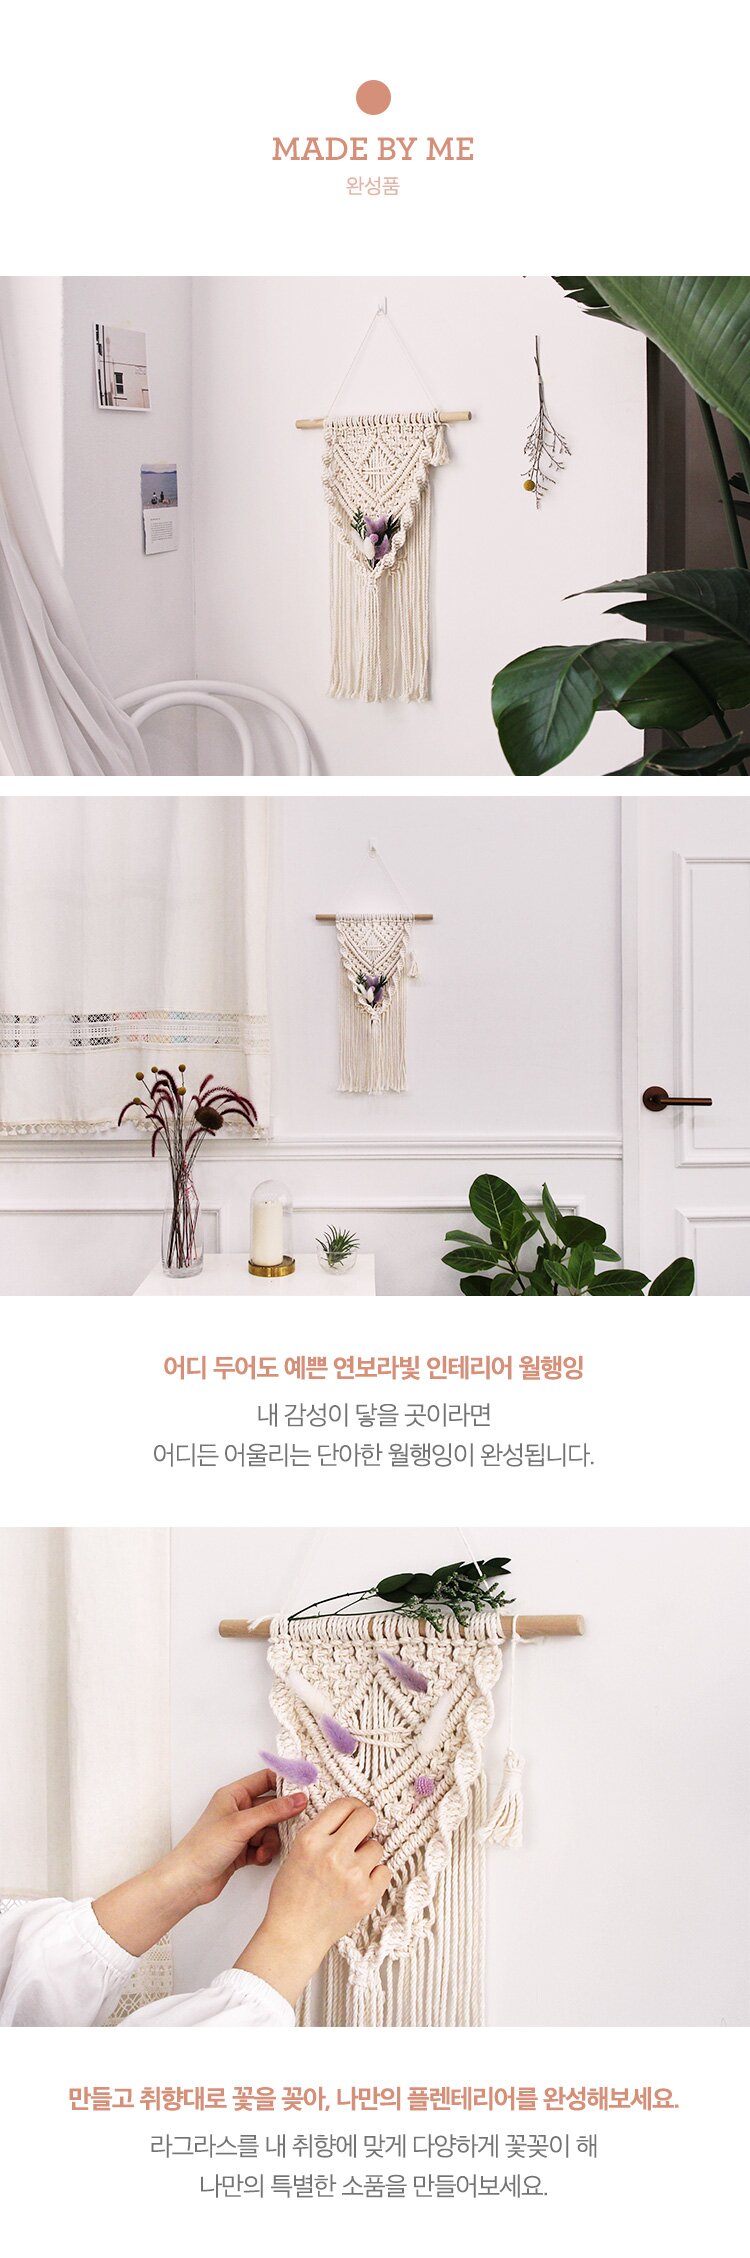 MADE BY ME
완성품
어디 두어도 예쁜 연보라빛 인테리어 월행잉
내 감성이 닿을 곳이라면
어디든 어울리는 단아한 월행잉이 완성됩니다.
만들고 취향대로 꽃을 꽂아, 나만의 플렌테리어를 완성해보세요.
라그라스를 내 취향에 맞게 다양하게 꽃꽂이 해
나만의 특별한 소품을 만들어보세요.